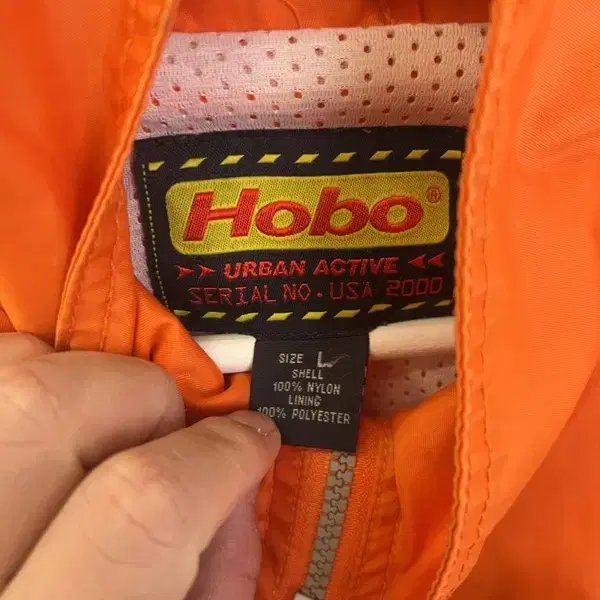 Hobo®
URBAN ACTIVE
SERIAL NO. USA 2000
SIZE L
SHELL
100% NYLON
LINING
100% POLYESTER